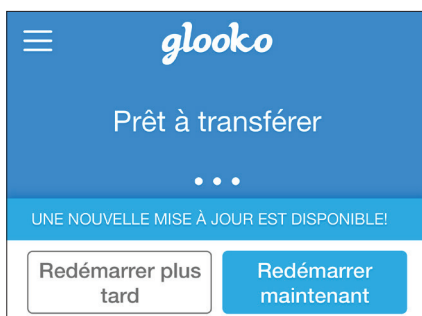 glooko
Prêt à transférer
UNE NOUVELLE MISE À JOUR EST DISPONIBLE!
Redémarrer plus
tard
Redémarrer
maintenant